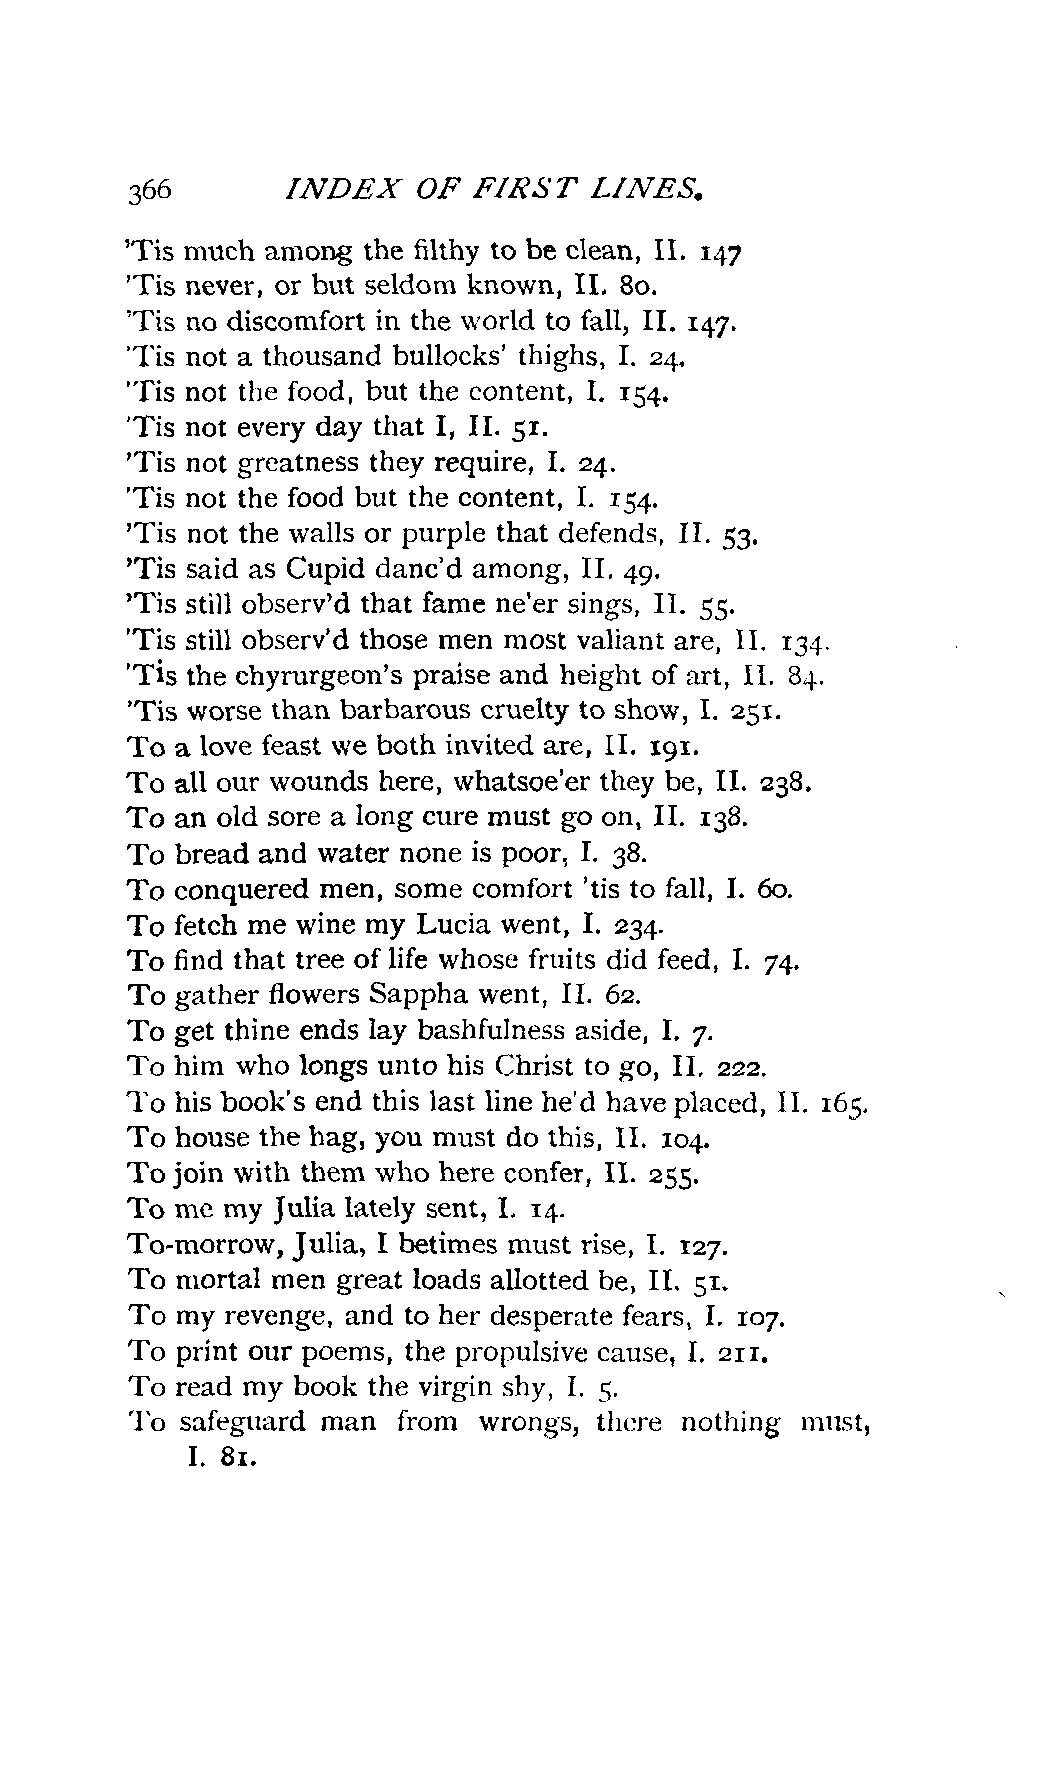 366 INDEX OF FIRST LINES.
'Tis much among the filthy to be clean, II. 147
'Tis never, or but seldom known, II. 80.
'Tis no discomfort in the world to fall, II. 147.
'Tis not a thousand bullocks' thighs, I. 24.
'Tis not the food, but the content, I. 154.
'Tis not every day that I, II. 51.
'Tis not greatness they require, I. 24.
'Tis not the food but the content, I. 154.
'Tis not the walls or purple that defends, II. 53.
'Tis said as Cupid danc'd among, II. 49.
'Tis still observ'd that fame ne'er sings, II. 55.
'Tis still observ'd those men most valiant are, II. 134.
'Tis the chyrurgeon's praise and height of art, II. 84.
'Tis worse than barbarous cruelty to show, I. 251.
To a love feast we both invited are, II. 191.
To all our wounds here, whatsoe'er they be, II. 238.
To an old sore a long cure must go on, II. 138.
To bread and water none is poor, I. 38.
To conquered men, some comfort 'tis to fall, I. 60.
To fetch me wine my Lucia went, I. 234.
To find that tree of life whose fruits did feed, I. 74.
To gather flowers Sappha went, II. 62.
To get thine ends lay bashfulness aside, I. 7.
To him who longs unto his Christ to go, II. 222.
To his book's end this last line he'd have placed, II. 165.
To house the hag, you must do this, II. 104.
To join with them who here confer, II. 255.
To me my Julia lately sent, I. 14.
To-morrow, Julia, I betimes must rise, I. 127.
To mortal men great loads allotted be, II. 51.
To my revenge, and to her desperate fears, I. 107.
To print our poems, the propulsive cause, I. 211.
To read my book the virgin shy, I. 5.
To safeguard man from wrongs, there nothing must,
I. 81.